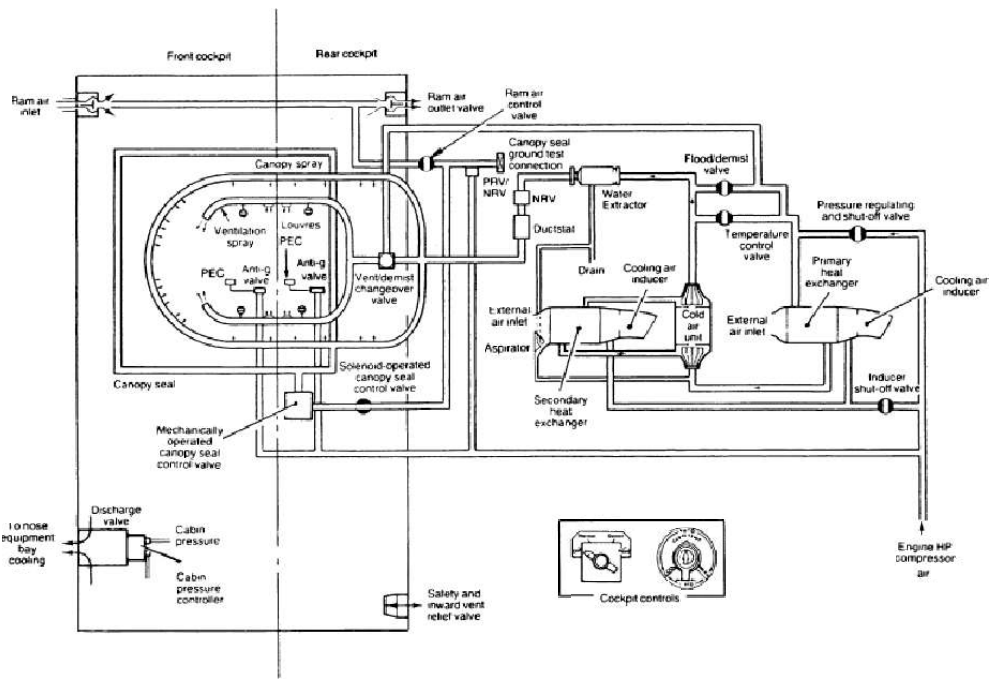 Front cockpit
Rear cockpit
Ram air
inlet
Ram air
outlet valve
Ram air
control
valve
Canopy spray
Canopy seal
ground test
connection
PRV/
NRV
NRV
Ductstat
Water
Extractor
Flood/demist
valve
Pressure regulating
and shut-off valve
Temperature
control
valve
Ventilation
spray
Louvres
PEC
PEC
Anti-g
valve
Anti-g
valve
Vent/demist
changeover
valve
Drain
Cooling air
inducer
Primary
heat
exchanger
Cooling air
inducer
External
air inlet
Cold
air
unit
External
air inlet
Aspirator
Canopy seal
Solenoid-operated
canopy seal
control valve
Secondary
heat
exchanger
Inducer
shut-off valve
Mechanically
operated
canopy seal
control valve
Discharge
valve
To nose
equipment
bay
cooling
Cabin
pressure
Cabin
pressure
controller
Safety and
inward vent
relief valve
Cockpit controls
Engine HP
compressor
air